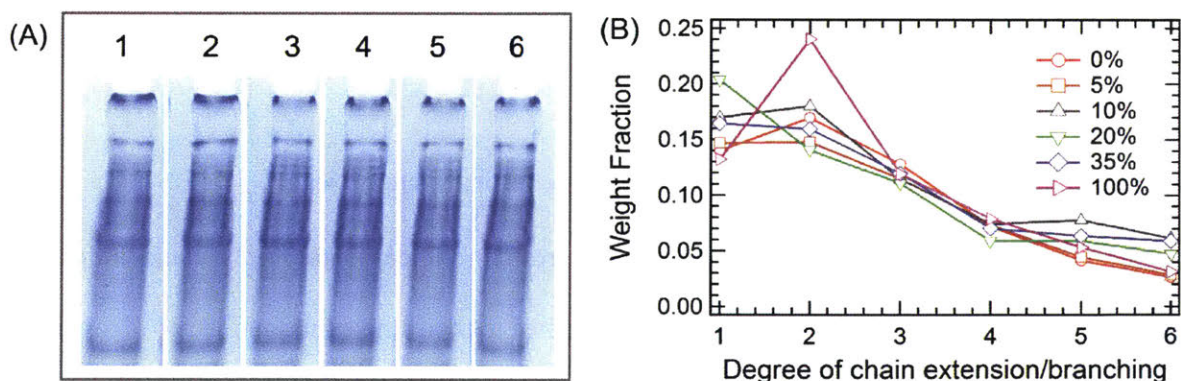 (A)
1 2 3 4 5 6
(B)
0.25
0.20
0.15
0.10
0.05
0.00
Weight Fraction
0%
5%
10%
20%
35%
100%
1 2 3 4 5 6
Degree of chain extension/branching